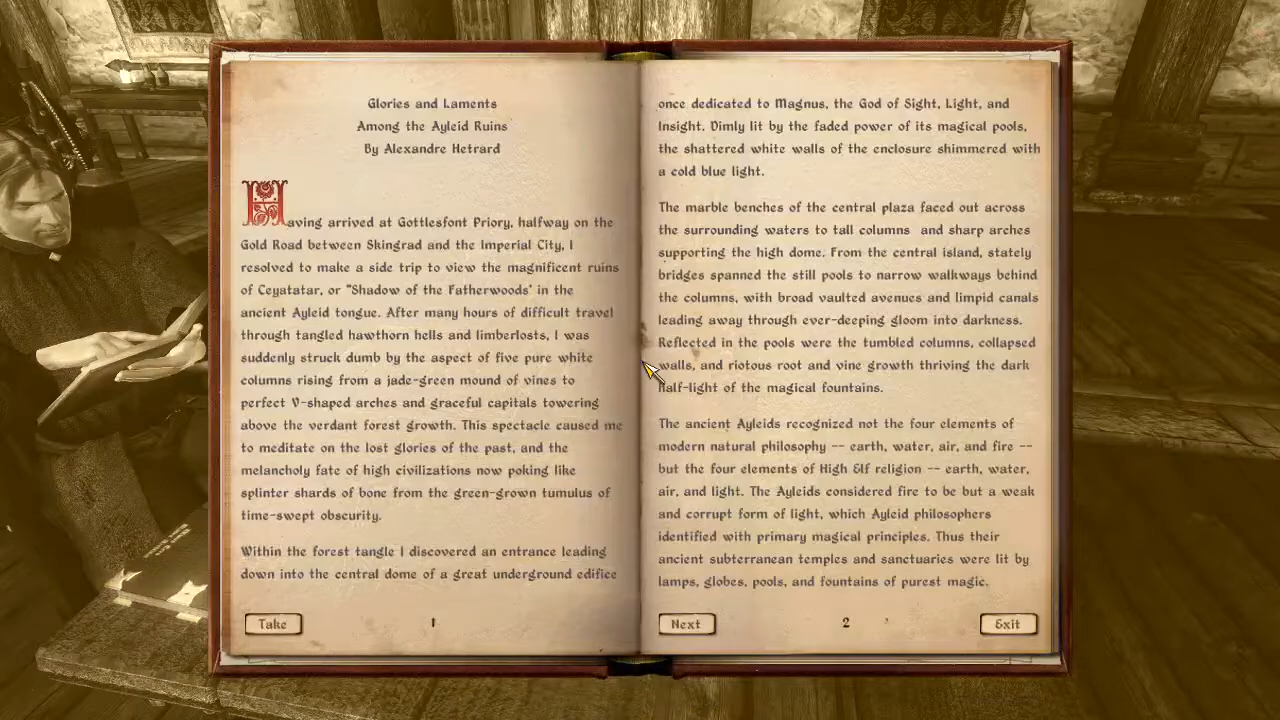 Glories and Laments
Among the Ayleid Ruins
By Alexandre Hetrard
Having arrived at Gottlesfont Priory, halfway on the
Gold Road between Skingrad and the Imperial City, I
resolved to make a side trip to view the magnificent ruins
of Ceyatatar, or "Shadow of the Fatherwoods' in the
ancient Ayleid tongue. After many hours of difficult travel
through tangled hawthorn hells and limberlosts, I was
suddenly struck dumb by the aspect of five pure white
columns rising from a jade-green mound of vines to
perfect V-shaped arches and graceful capitals towering
above the verdant forest growth. This spectacle caused me
to meditate on the lost glories of the past, and the
melancholy fate of high civilizations now poking like
splinter shards of bone from the green-grown tumulus of
time-swept obscurity.
Within the forest tangle I discovered an entrance leading
down into the central dome of a great underground edifice
Take
1
once dedicated to Magnus, the God of Sight, Light, and
Insight. Dimly lit by the faded power of its magical pools,
the shattered white walls of the enclosure shimmered with
a cold blue light.
The marble benches of the central plaza faced out across
the surrounding waters to tall columns and sharp arches
supporting the high dome. From the central island, stately
bridges spanned the still pools to narrow walkways behind
the columns, with broad vaulted avenues and limpid canals
leading away through ever-deeping gloom into darkness.
Reflected in the pools were the tumbled columns, collapsed
walls, and riotous root and vine growth thriving the dark
half-light of the magical fountains.
The ancient Ayleids recognized not the four elements of
modern natural philosophy -- earth, water, air, and fire --
but the four elements of High Elf religion -- earth, water,
air, and light. The Ayleids considered fire to be but a weak
and corrupt form of light, which Ayleid philosophers
identified with primary magical principles. Thus their
ancient subterranean temples and sanctuaries were lit by
lamps, globes, pools, and fountains of purest magic.
Next
2
Exit